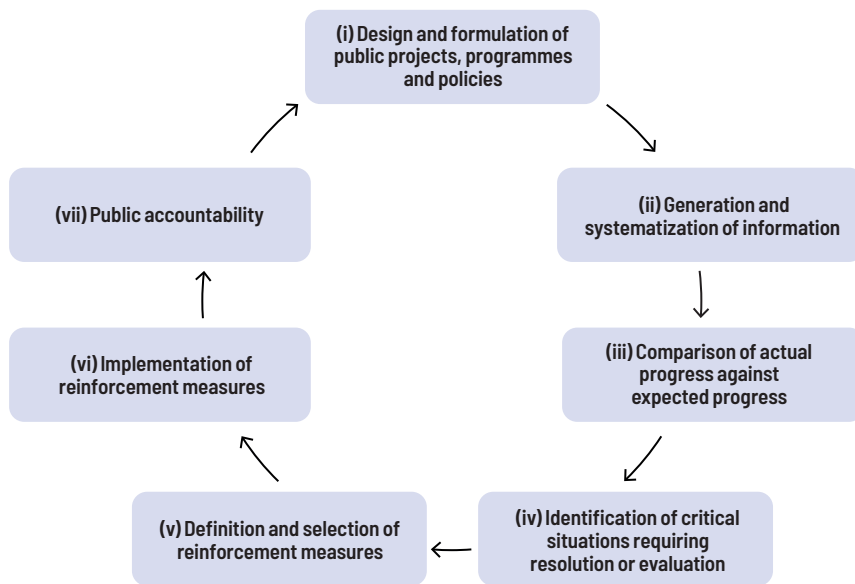 (i) Design and formulation of
public projects, programmes
and policies
(ii) Generation and
systematization of information
(iii) Comparison of actual
progress against
expected progress
(iv) Identification of critical
situations requiring
resolution or evaluation
(v) Definition and selection of
reinforcement measures
(vi) Implementation of
reinforcement measures
(vii) Public accountability